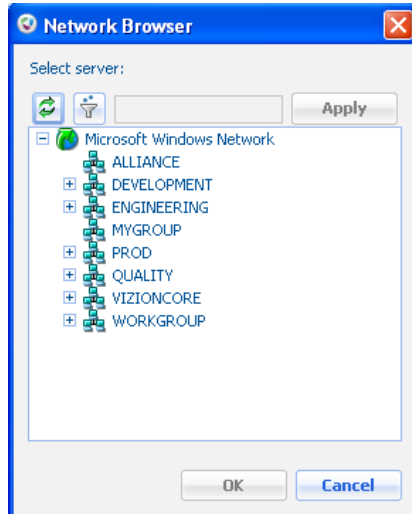 Network Browser
Select server:
Apply
Microsoft Windows Network
ALLIANCE
DEVELOPMENT
ENGINEERING
MYGROUP
PROD
QUALITY
VIZIONCORE
WORKGROUP
OK Cancel